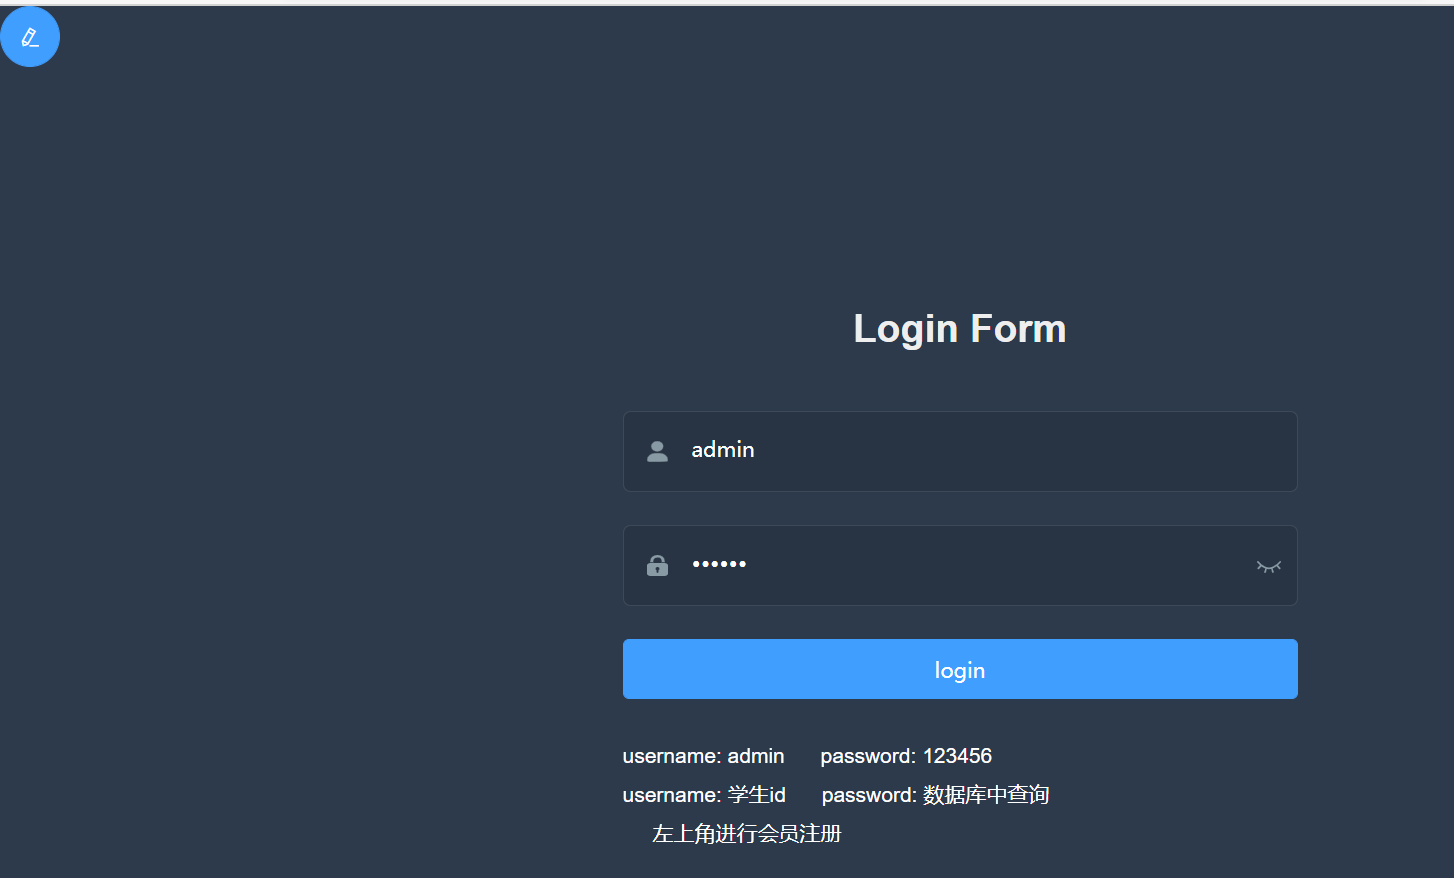 Login Form
admin
••••••
login
username: admin password: 123456
username: 学生id password: 数据库中查询
左上角进行会员注册